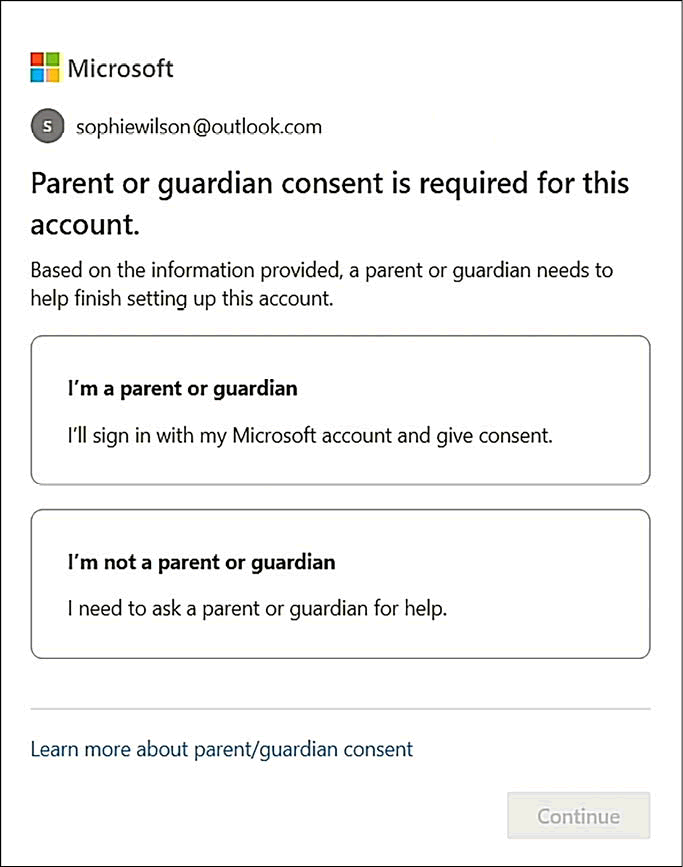 Microsoft
S
sophiewilson@outlook.com
Parent or guardian consent is required for this
account.
Based on the information provided, a parent or guardian needs to
help finish setting up this account.
I'm a parent or guardian
I'll sign in with my Microsoft account and give consent.
I'm not a parent or guardian
I need to ask a parent or guardian for help.
Learn more about parent/guardian consent
Continue